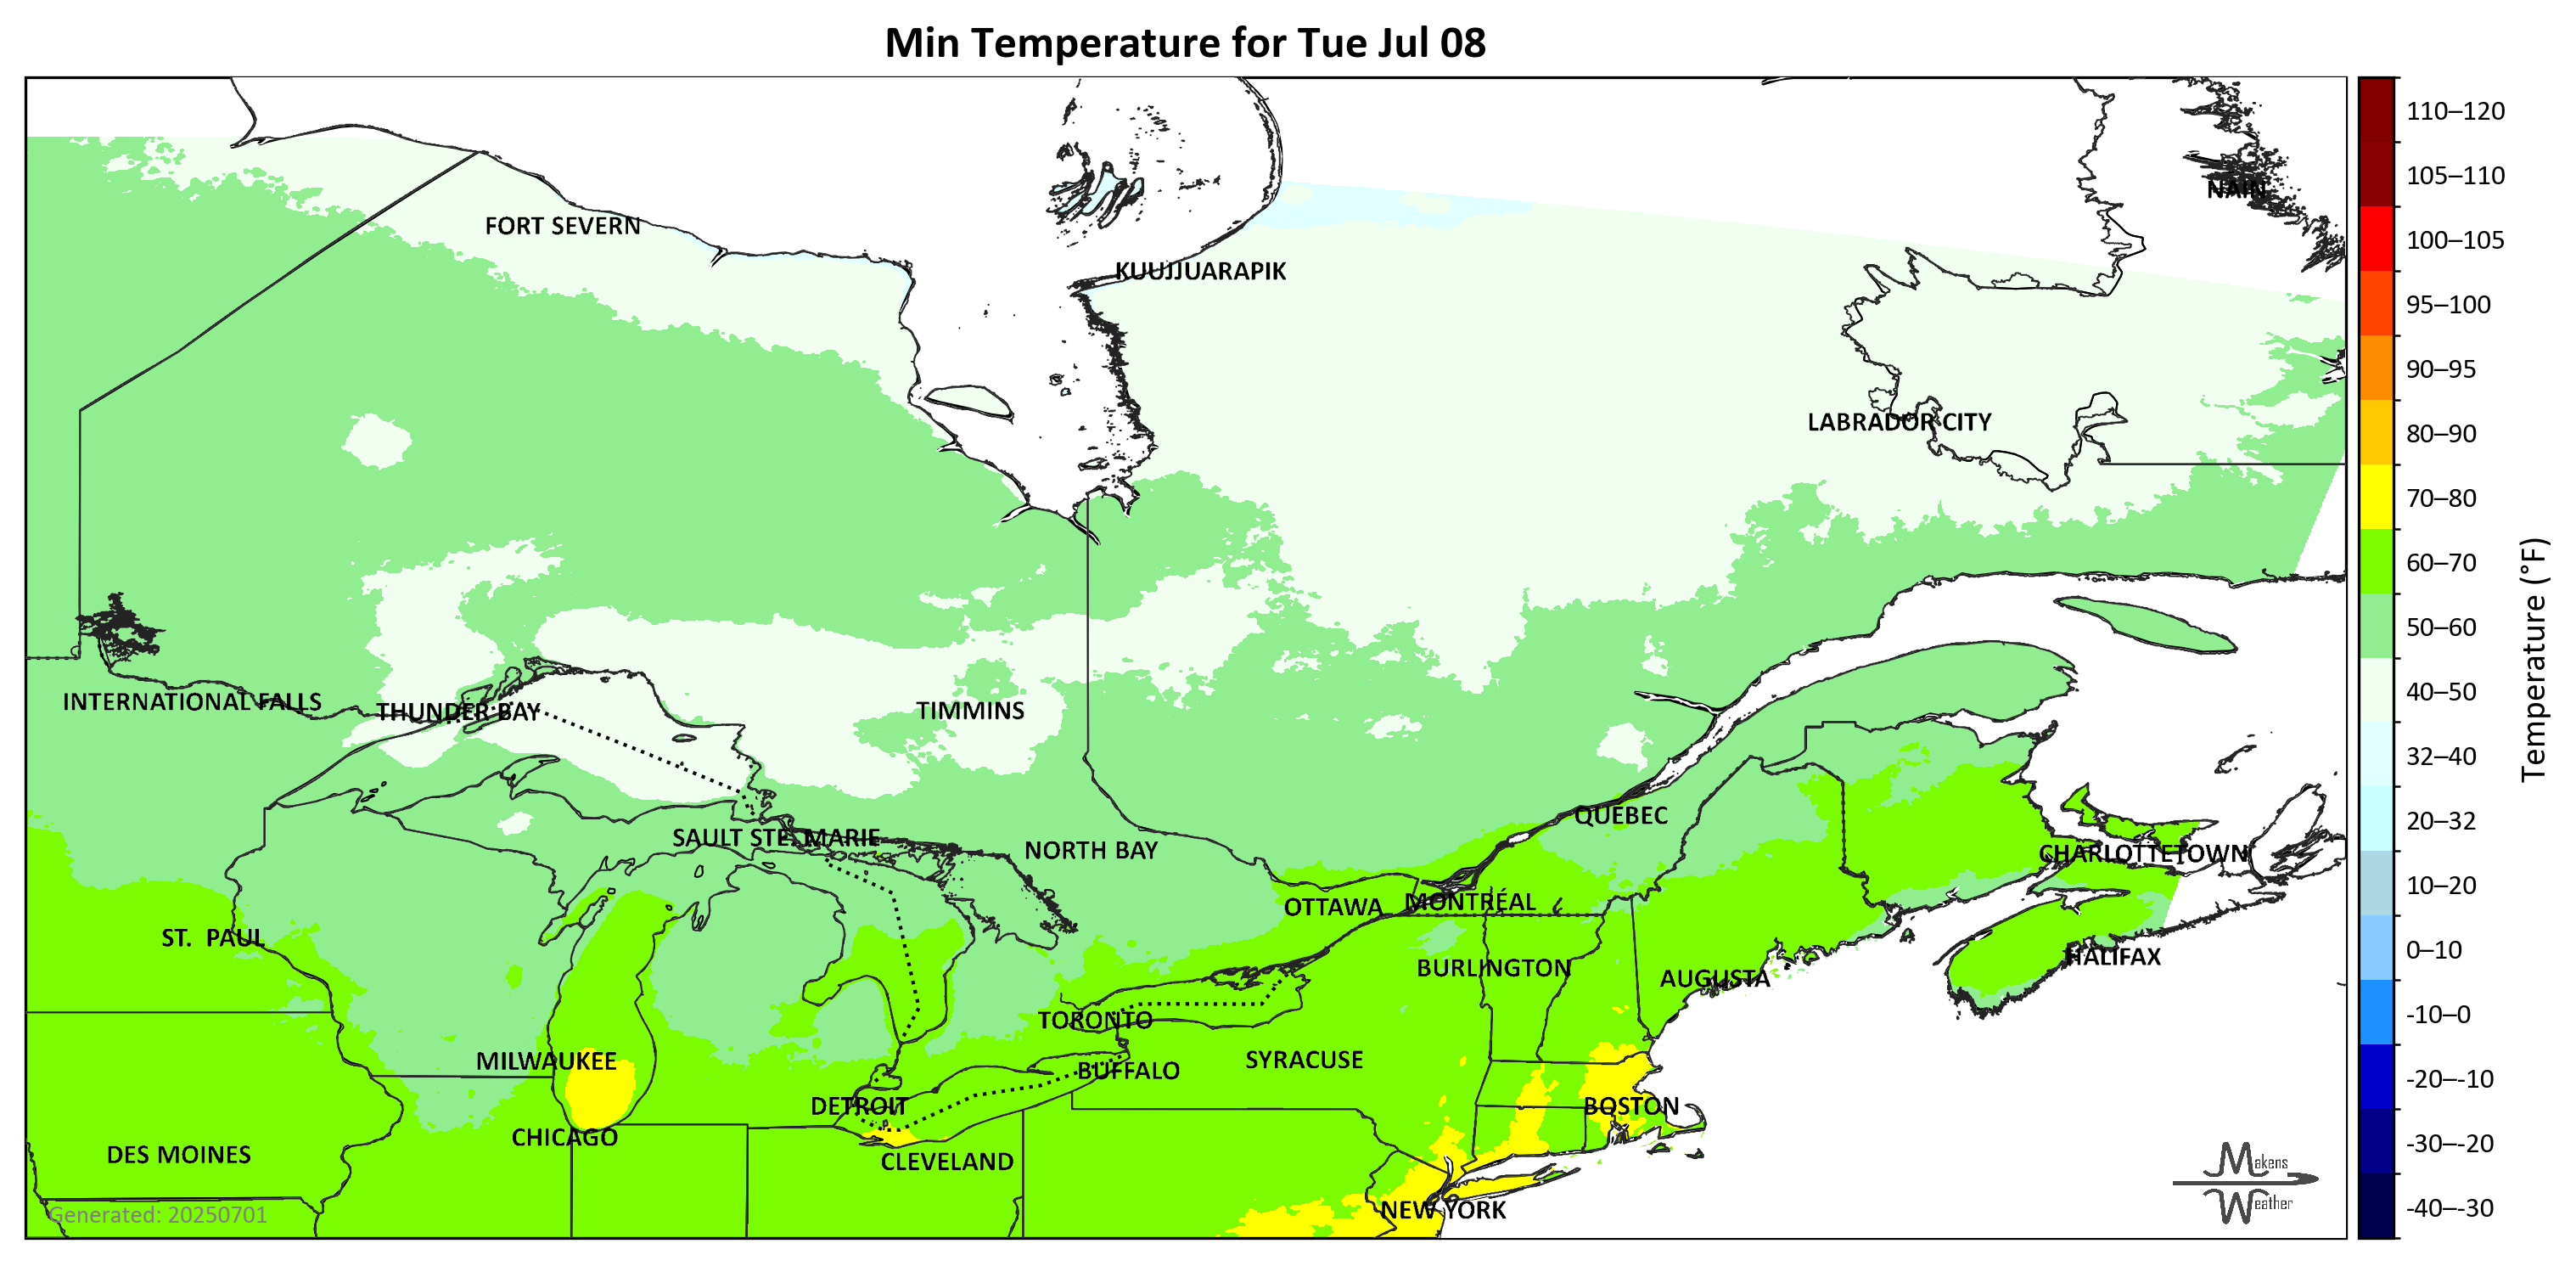 Min Temperature for Tue Jul 08
110–120
105–110
NAIN
FORT SEVERN
100–105
KUUJJUARAPIK
95–100
90–95
LABRADOR CITY
80–90
70–80
60–70
50–60
Temperature (°F)
40–50
INTERNATIONAL FALLS
THUNDER BAY
TIMMINS
32–40
QUÉBEC
20–32
SAULT STE. MARIE
NORTH BAY
CHARLOTTETOWN
10–20
OTTAWA
MONTRÉAL
ST. PAUL
0–10
HALIFAX
BURLINGTON
AUGUSTA
-10–0
TORONTO
MILWAUKEE
SYRACUSE
BUFFALO
-20–-10
DETROIT
BOSTON
CHICAGO
-30–-20
DES MOINES
CLEVELAND
Makens
Weather
NEW YORK
-40–-30
Generated: 20250701